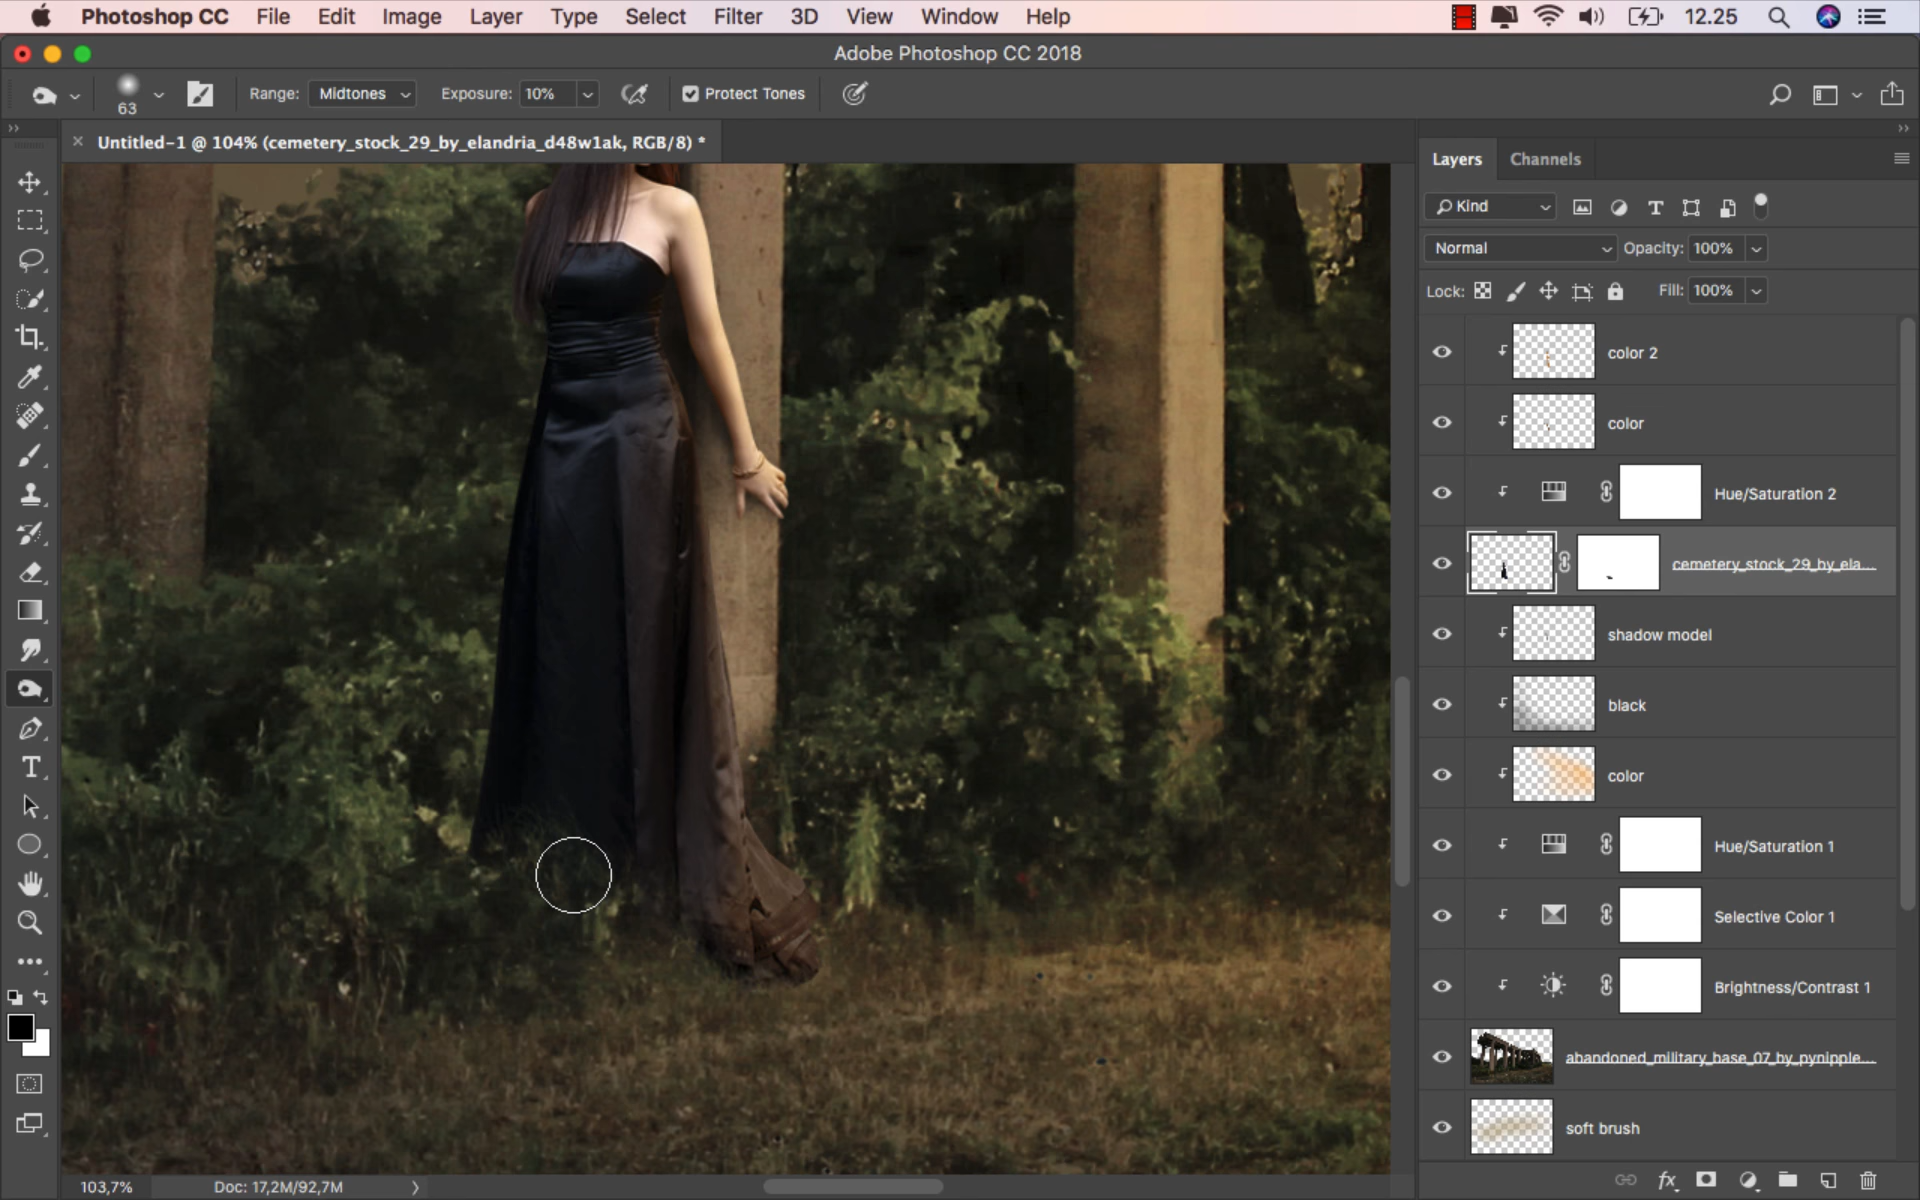 Photoshop CC File Edit Image Layer Type Select Filter 3D View Window Help 12.25
Adobe Photoshop CC 2018
63 Range: Midtones Exposure: 10% Protect Tones
Untitled-1 @ 104% (cemetery_stock_29_by_elandria_d48w1ak, RGB/8) *
Layers Channels
Kind
Normal Opacity: 100%
Lock: Fill: 100%
color 2
color
Hue/Saturation 2
cemetery_stock_29_by_ela...
shadow model
black
color
Hue/Saturation 1
Selective Color 1
Brightness/Contrast 1
abandoned_military_base_07_by_pynipple...
soft brush
103,7% Doc: 17,2M/92,7M